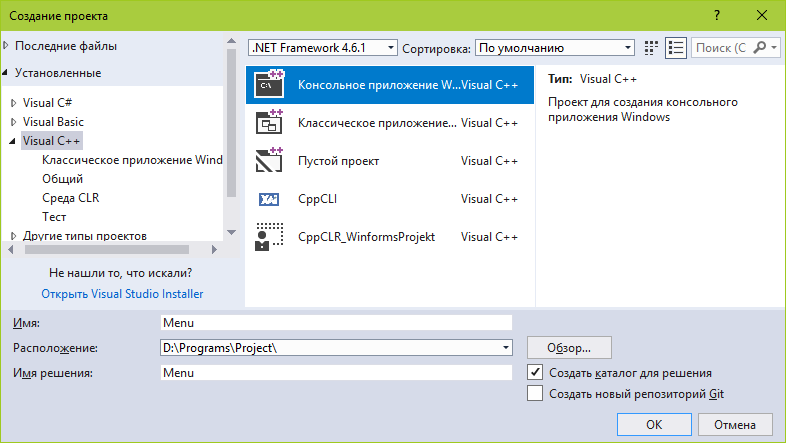 Создание проекта
?
Последние файлы
Установленные
Visual C#
Visual Basic
Visual C++
Классическое приложение Wind
Общий
Среда CLR
Тест
Другие типы проектов
Не нашли то, что искали?
Открыть Visual Studio Installer
.NET Framework 4.6.1 Сортировка: По умолчанию Поиск (С
Консольное приложение W... Visual C++
Классическое приложение... Visual C++
Пустой проект Visual C++
CppCLI Visual C++
CppCLR_WinformsProjekt Visual C++
Тип: Visual C++
Проект для создания консольного
приложения Windows
Имя: Menu
Расположение: D:\Programs\Project\ Обзор...
Имя решения: Menu
Создать каталог для решения
Создать новый репозиторий Git
ОК Отмена